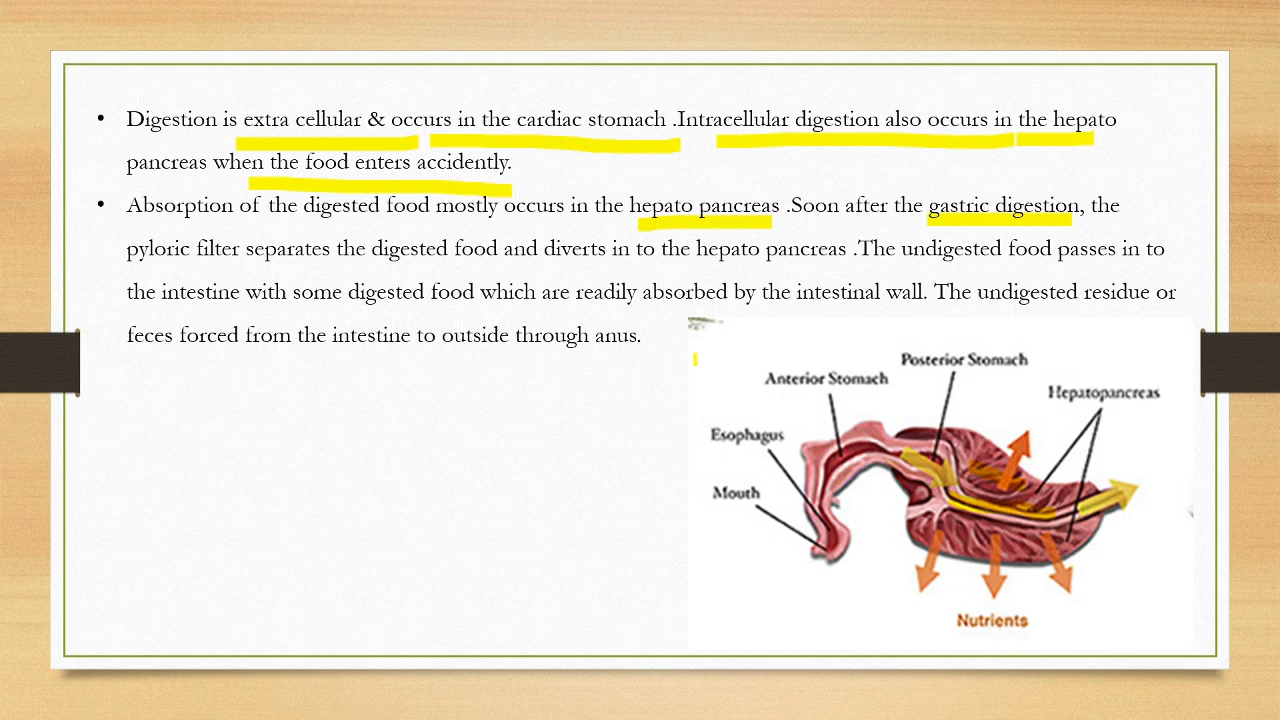 • Digestion is extra cellular & occurs in the cardiac stomach .Intracellular digestion also occurs in the hepato
pancreas when the food enters accidently.
• Absorption of the digested food mostly occurs in the hepato pancreas .Soon after the gastric digestion, the
pyloric filter separates the digested food and diverts in to the hepato pancreas .The undigested food passes in to
the intestine with some digested food which are readily absorbed by the intestinal wall. The undigested residue or
feces forced from the intestine to outside through anus.
Posterior Stomach
Anterior Stomach
Hepatopancreas
Esophagus
Mouth
Nutrients